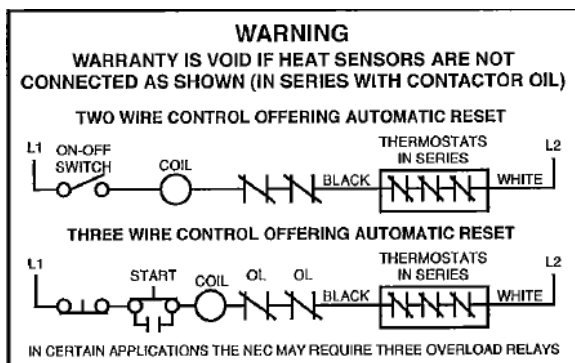 WARNING
WARRANTY IS VOID IF HEAT SENSORS ARE NOT
CONNECTED AS SHOWN (IN SERIES WITH CONTACTOR OIL)
TWO WIRE CONTROL OFFERING AUTOMATIC RESET
L1 ON-OFF SWITCH
COIL
BLACK
THERMOSTATS
IN SERIES
WHITE
L2
THREE WIRE CONTROL OFFERING AUTOMATIC RESET
L1
START
COIL
OL
OL
BLACK
THERMOSTATS
IN SERIES
WHITE
L2
IN CERTAIN APPLICATIONS THE NEC MAY REQUIRE THREE OVERLOAD RELAYS